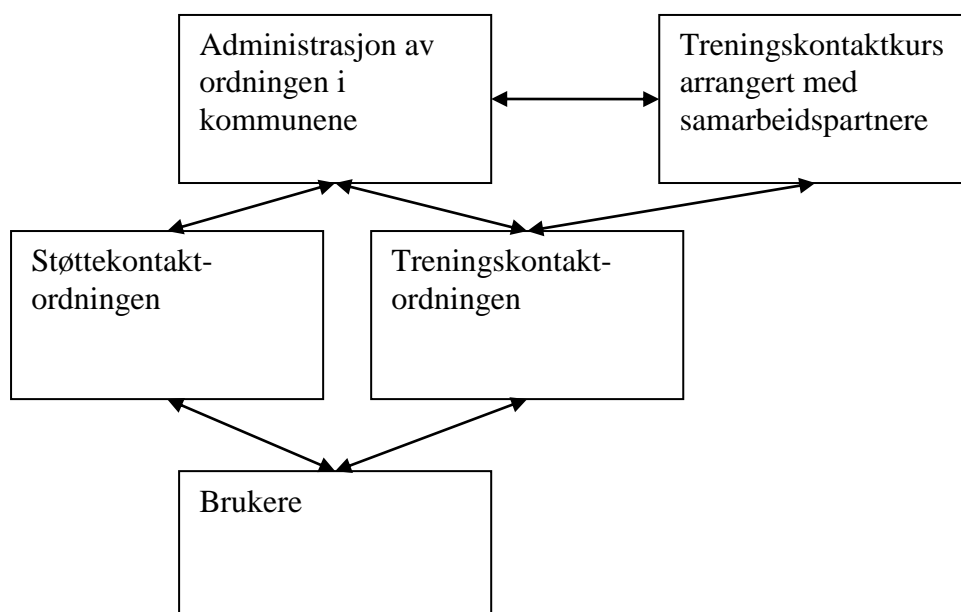 Administrasjon av
ordningen i
kommunene
Treningskontaktkurs
arrangert med
samarbeidspartnere
Støttekontakt-
ordningen
Treningskontakt-
ordningen
Brukere